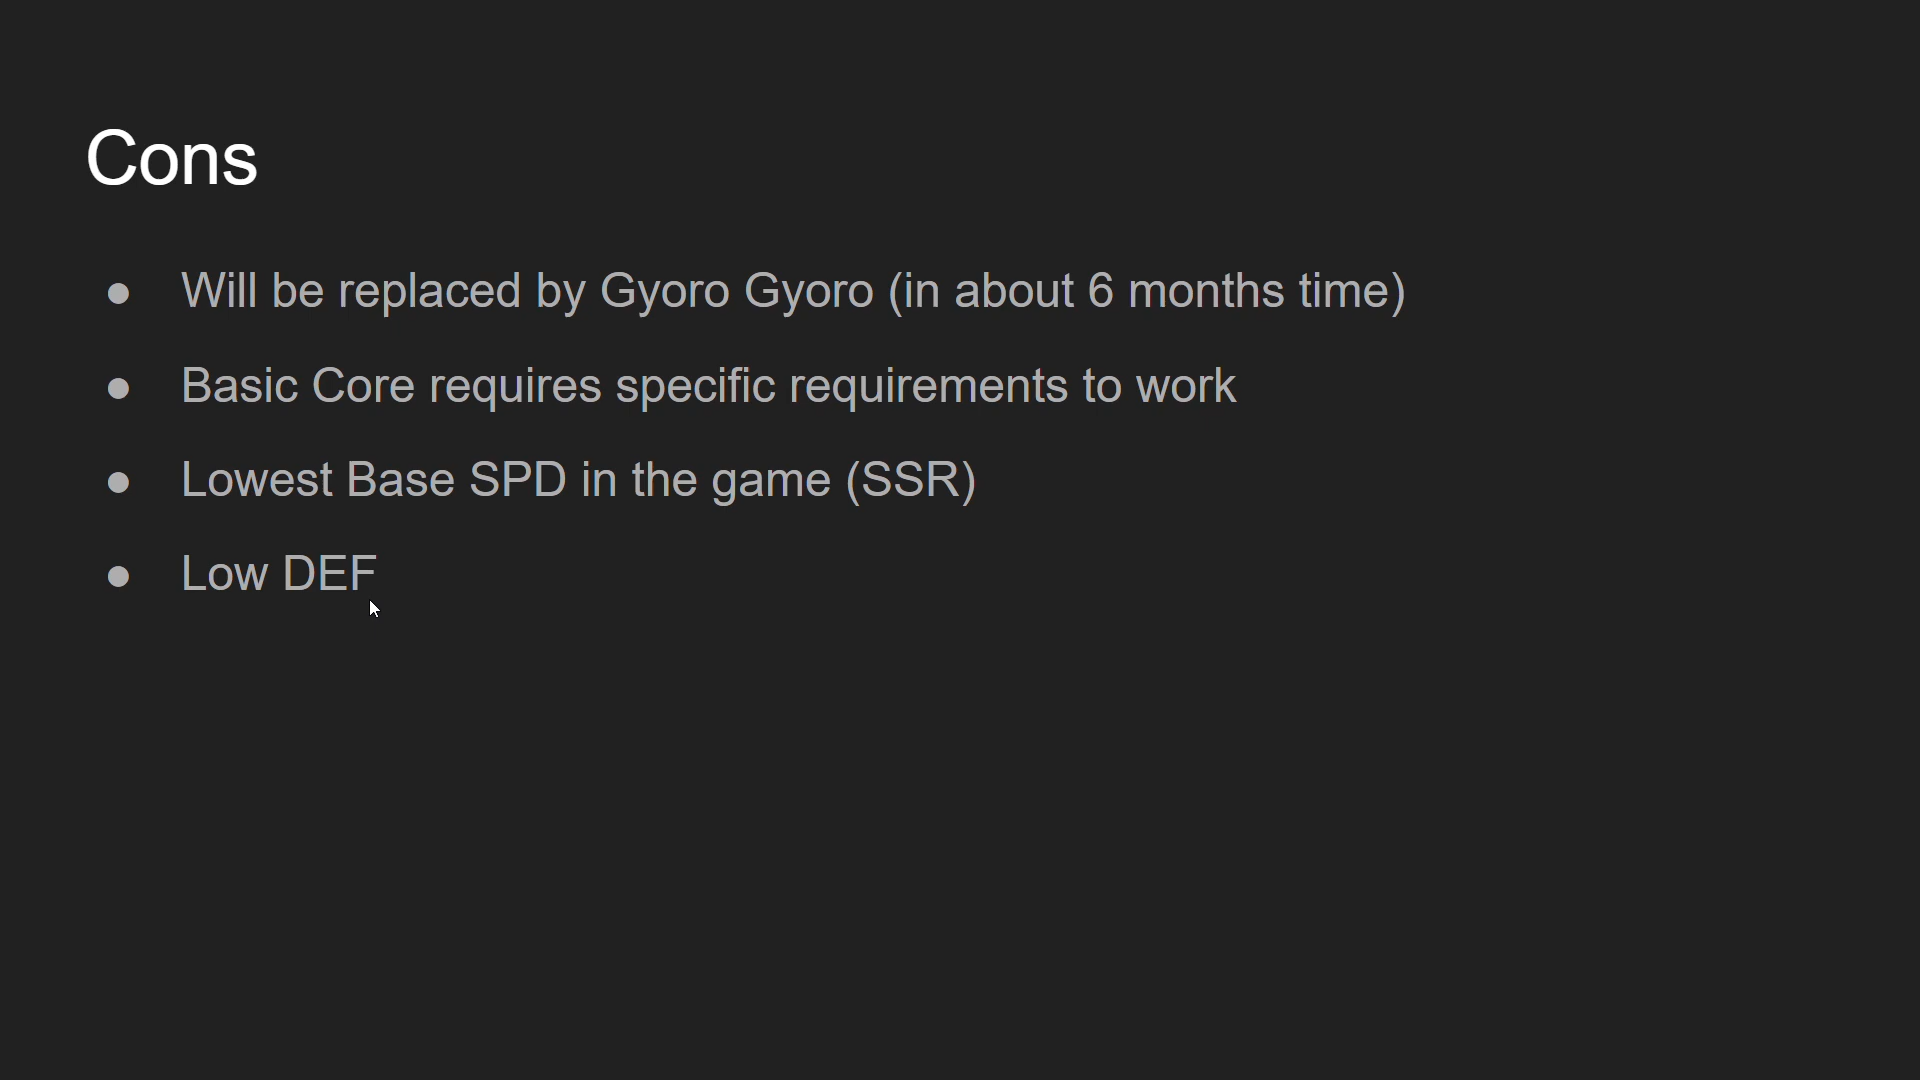 Cons
● Will be replaced by Gyoro Gyoro (in about 6 months time)
● Basic Core requires specific requirements to work
● Lowest Base SPD in the game (SSR)
● Low DEF